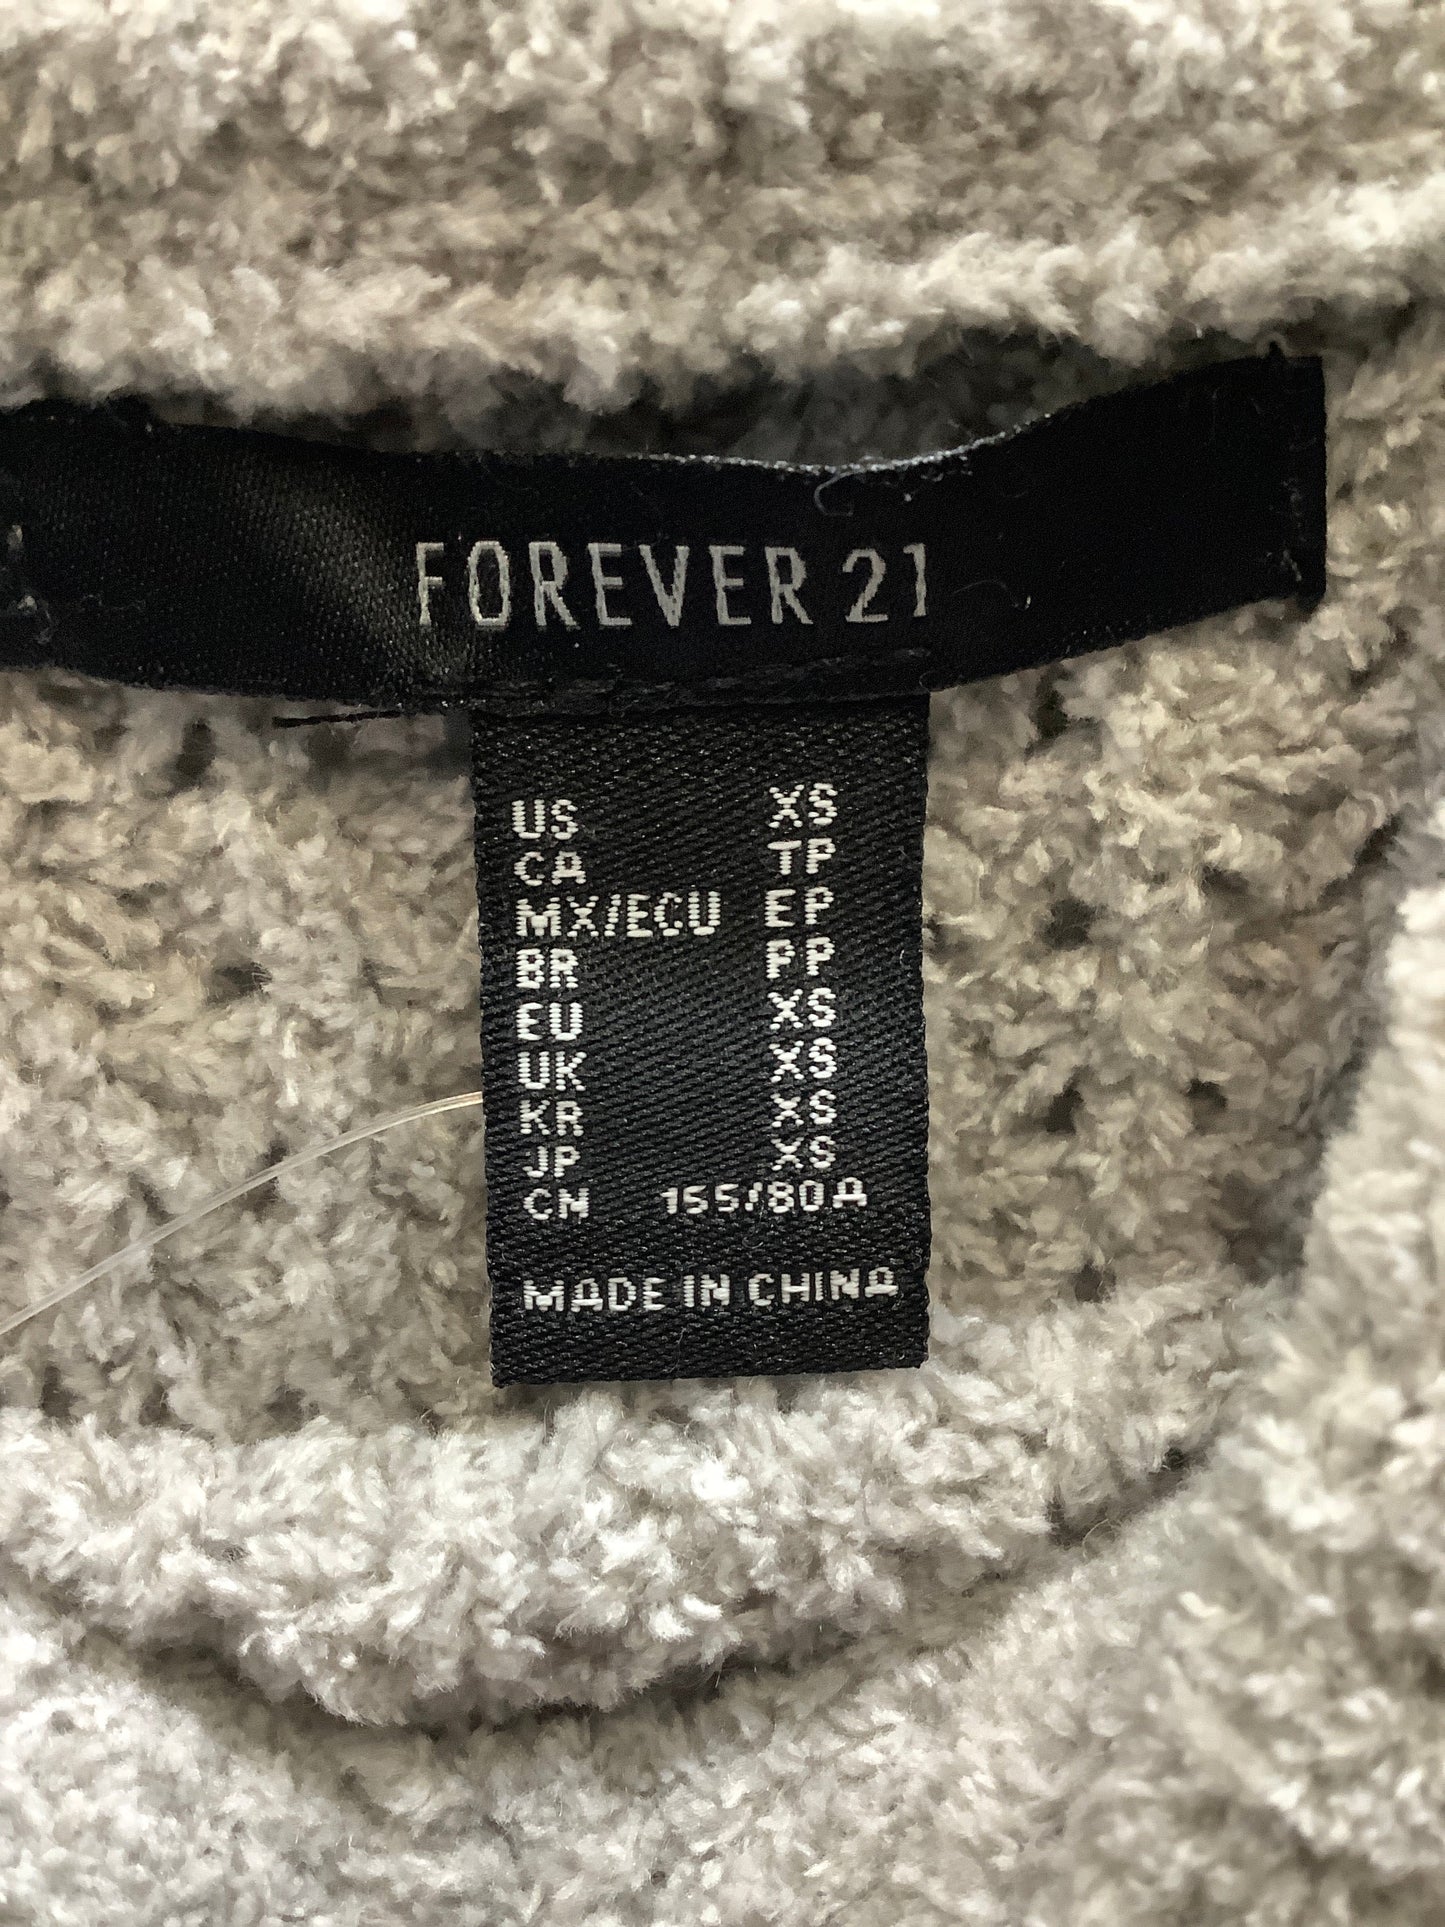 FOREVER 21
US XS
CA TP
MX/ECU EP
BR PP
EU XS
UK XS
KR XS
JP XS
CN 155/80A
MADE IN CHINA